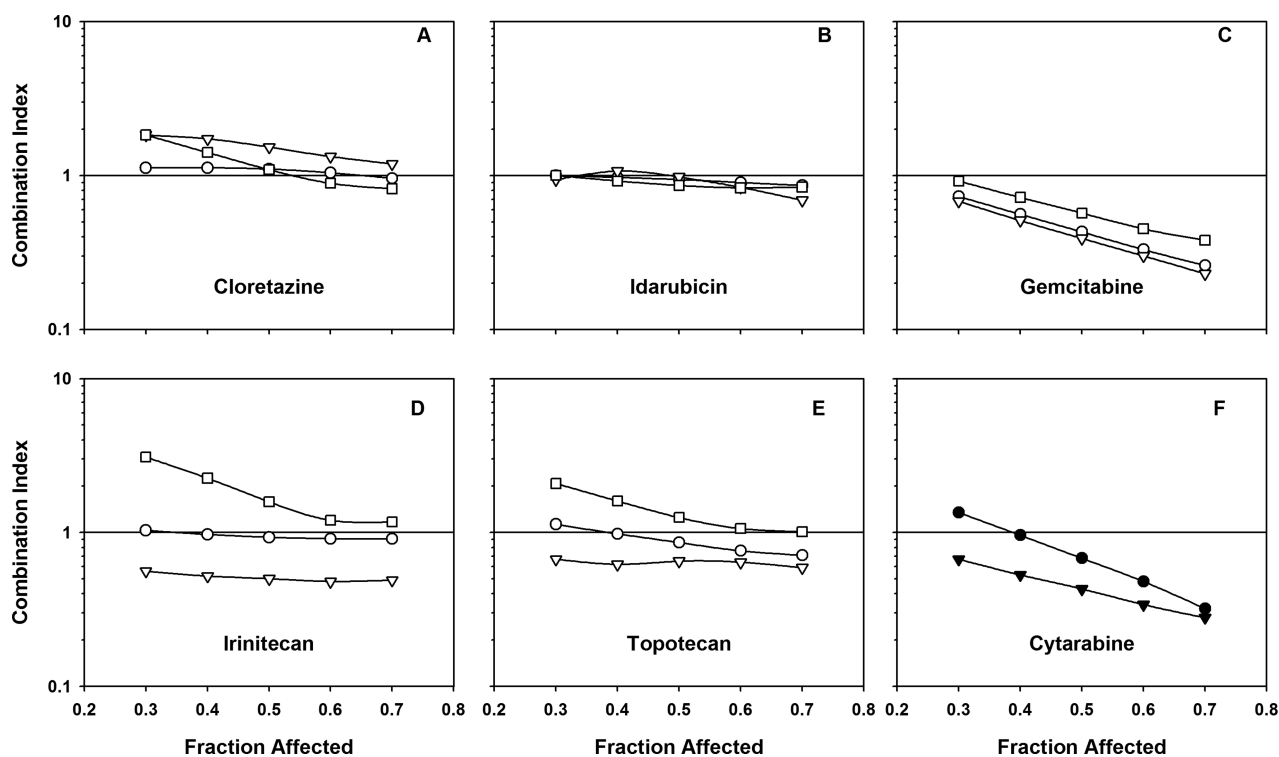 10
A
B
C
Combination Index
1
Cloretazine
Idarubicin
Gemcitabine
0.1
10
D
E
F
Combination Index
1
Irinitecan
Topotecan
Cytarabine
0.1
0.2 0.3 0.4 0.5 0.6 0.7 0.8
0.2 0.3 0.4 0.5 0.6 0.7 0.8
0.2 0.3 0.4 0.5 0.6 0.7 0.8
Fraction Affected
Fraction Affected
Fraction Affected